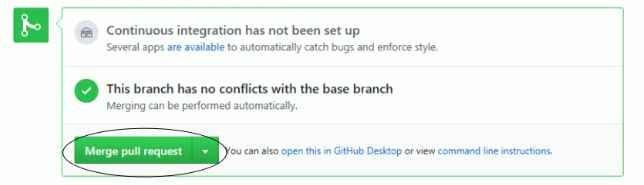 Continuous integration has not been set up
Several apps are available to automatically catch bugs and enforce style.
This branch has no conflicts with the base branch
Merging can be performed automatically.
Merge pull request
You can also open this in GitHub Desktop or view command line instructions.